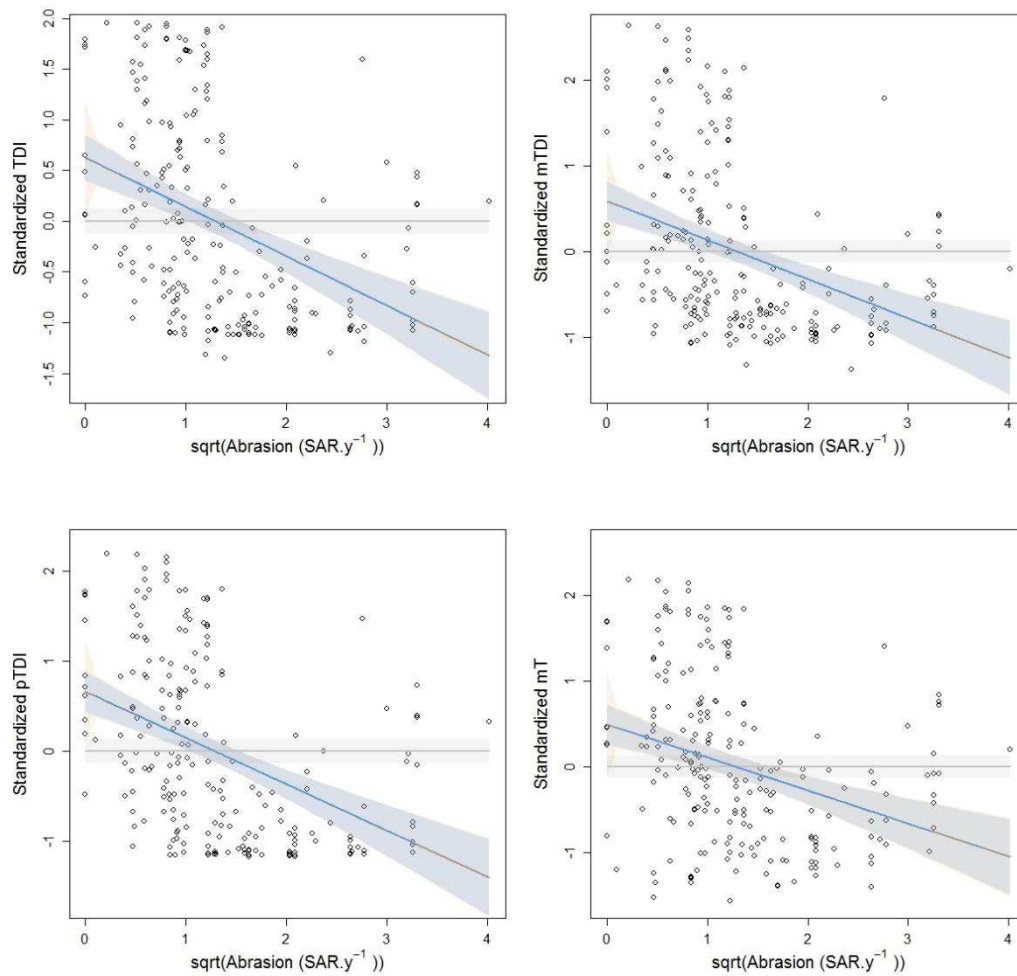 Standardized TDI
2.0
1.5
1.0
0.5
0.0
-0.5
-1.0
-1.5
0 1 2 3 4
sqrt(Abrasion (SAR.y⁻¹ ))
Standardized mTDI
2
1
0
-1
0 1 2 3 4
sqrt(Abrasion (SAR.y⁻¹ ))
Standardized pTDI
2
1
0
-1
0 1 2 3 4
sqrt(Abrasion (SAR.y⁻¹ ))
Standardized mT
2
1
0
-1
0 1 2 3 4
sqrt(Abrasion (SAR.y⁻¹ ))